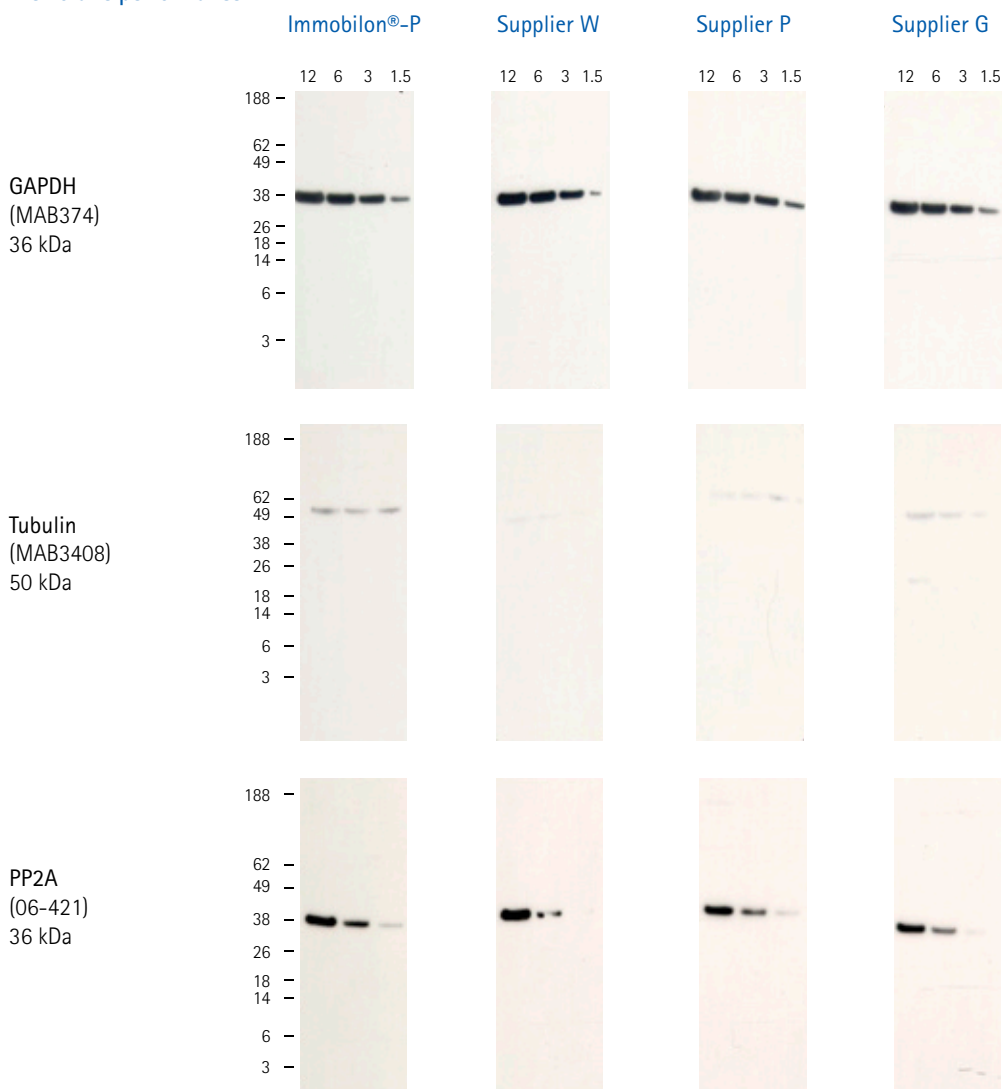 Immobilon®-P Supplier W Supplier P Supplier G
12 6 3 1.5 12 6 3 1.5 12 6 3 1.5 12 6 3 1.5
188 –
62 –
49 –
GAPDH
38 –
(MAB374)
26 –
36 kDa
18 –
14 –
6 –
3 –
188 –
62 –
49 –
Tubulin
38 –
(MAB3408)
26 –
50 kDa
18 –
14 –
6 –
3 –
188 –
62 –
PP2A
49 –
(06-421)
38 –
36 kDa
26 –
18 –
14 –
6 –
3 –